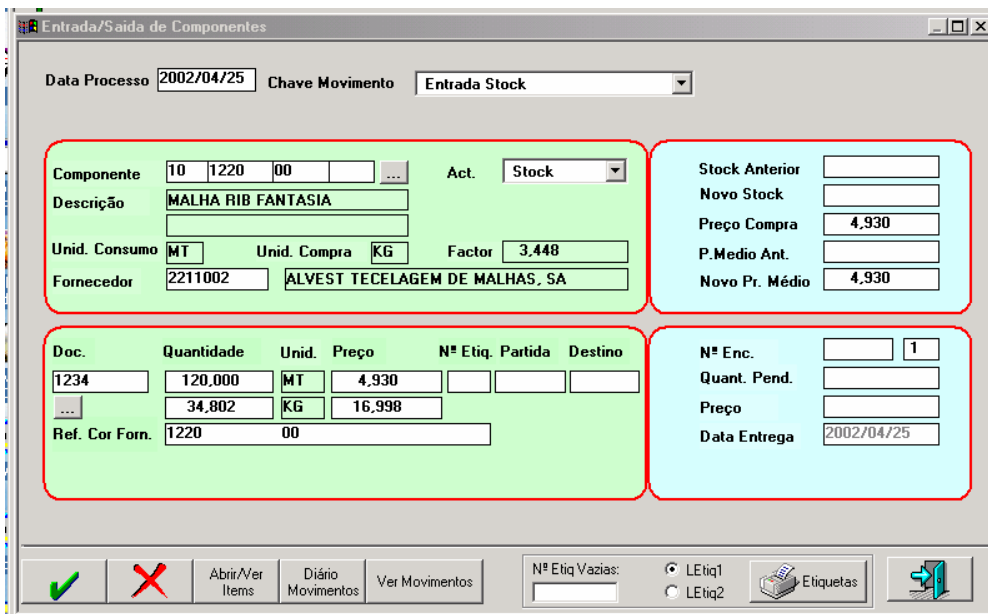 Entrada/Saida de Componentes
Data Processo 2002/04/25 Chave Movimento Entrada Stock
Componente 10 1220 00 ... Act. Stock
Descrição MALHA RIB FANTASIA
Unid. Consumo MT Unid. Compra KG Factor 3,448
Fornecedor 2211002 ALVEST TECELAGEM DE MALHAS, SA
Stock Anterior
Novo Stock
Preço Compra 4,930
P.Medio Ant.
Novo Pr. Médio 4,930
Doc. Quantidade Unid. Preço Nº Etiq. Partida Destino
1234 120,000 MT 4,930
... 34,802 KG 16,998
Ref. Cor Forn. 1220 00
Nº Enc. 1
Quant. Pend.
Preço
Data Entrega 2002/04/25
Abrir/Ver Items
Diário Movimentos
Ver Movimentos
Nº Etiq Vazias:
LEtiq1
LEtiq2
Etiquetas